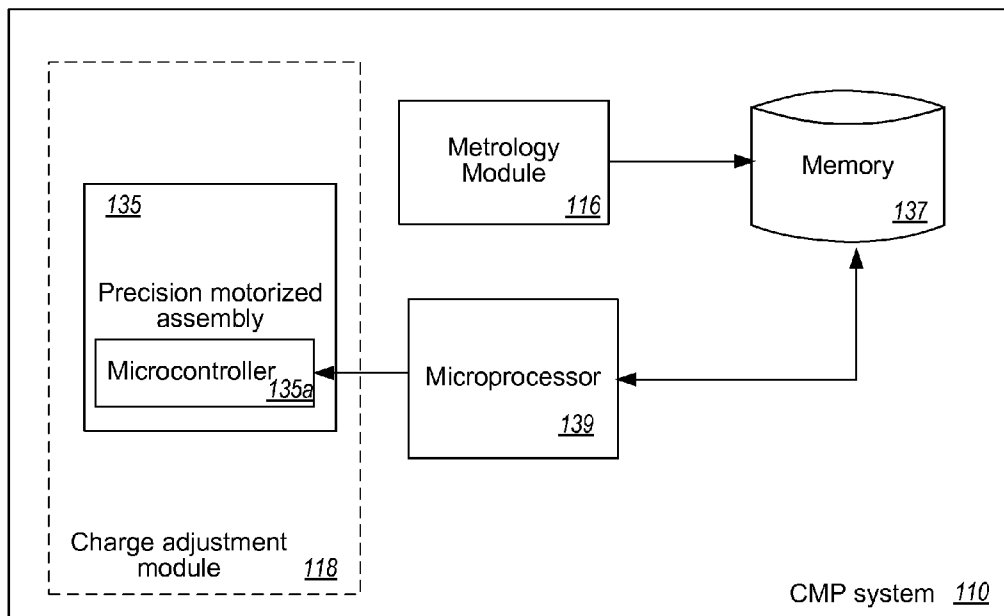 135
Precision motorized
assembly
Microcontroller
135a
Charge adjustment
module 118
Metrology
Module
116
Memory
137
Microprocessor
139
CMP system 110